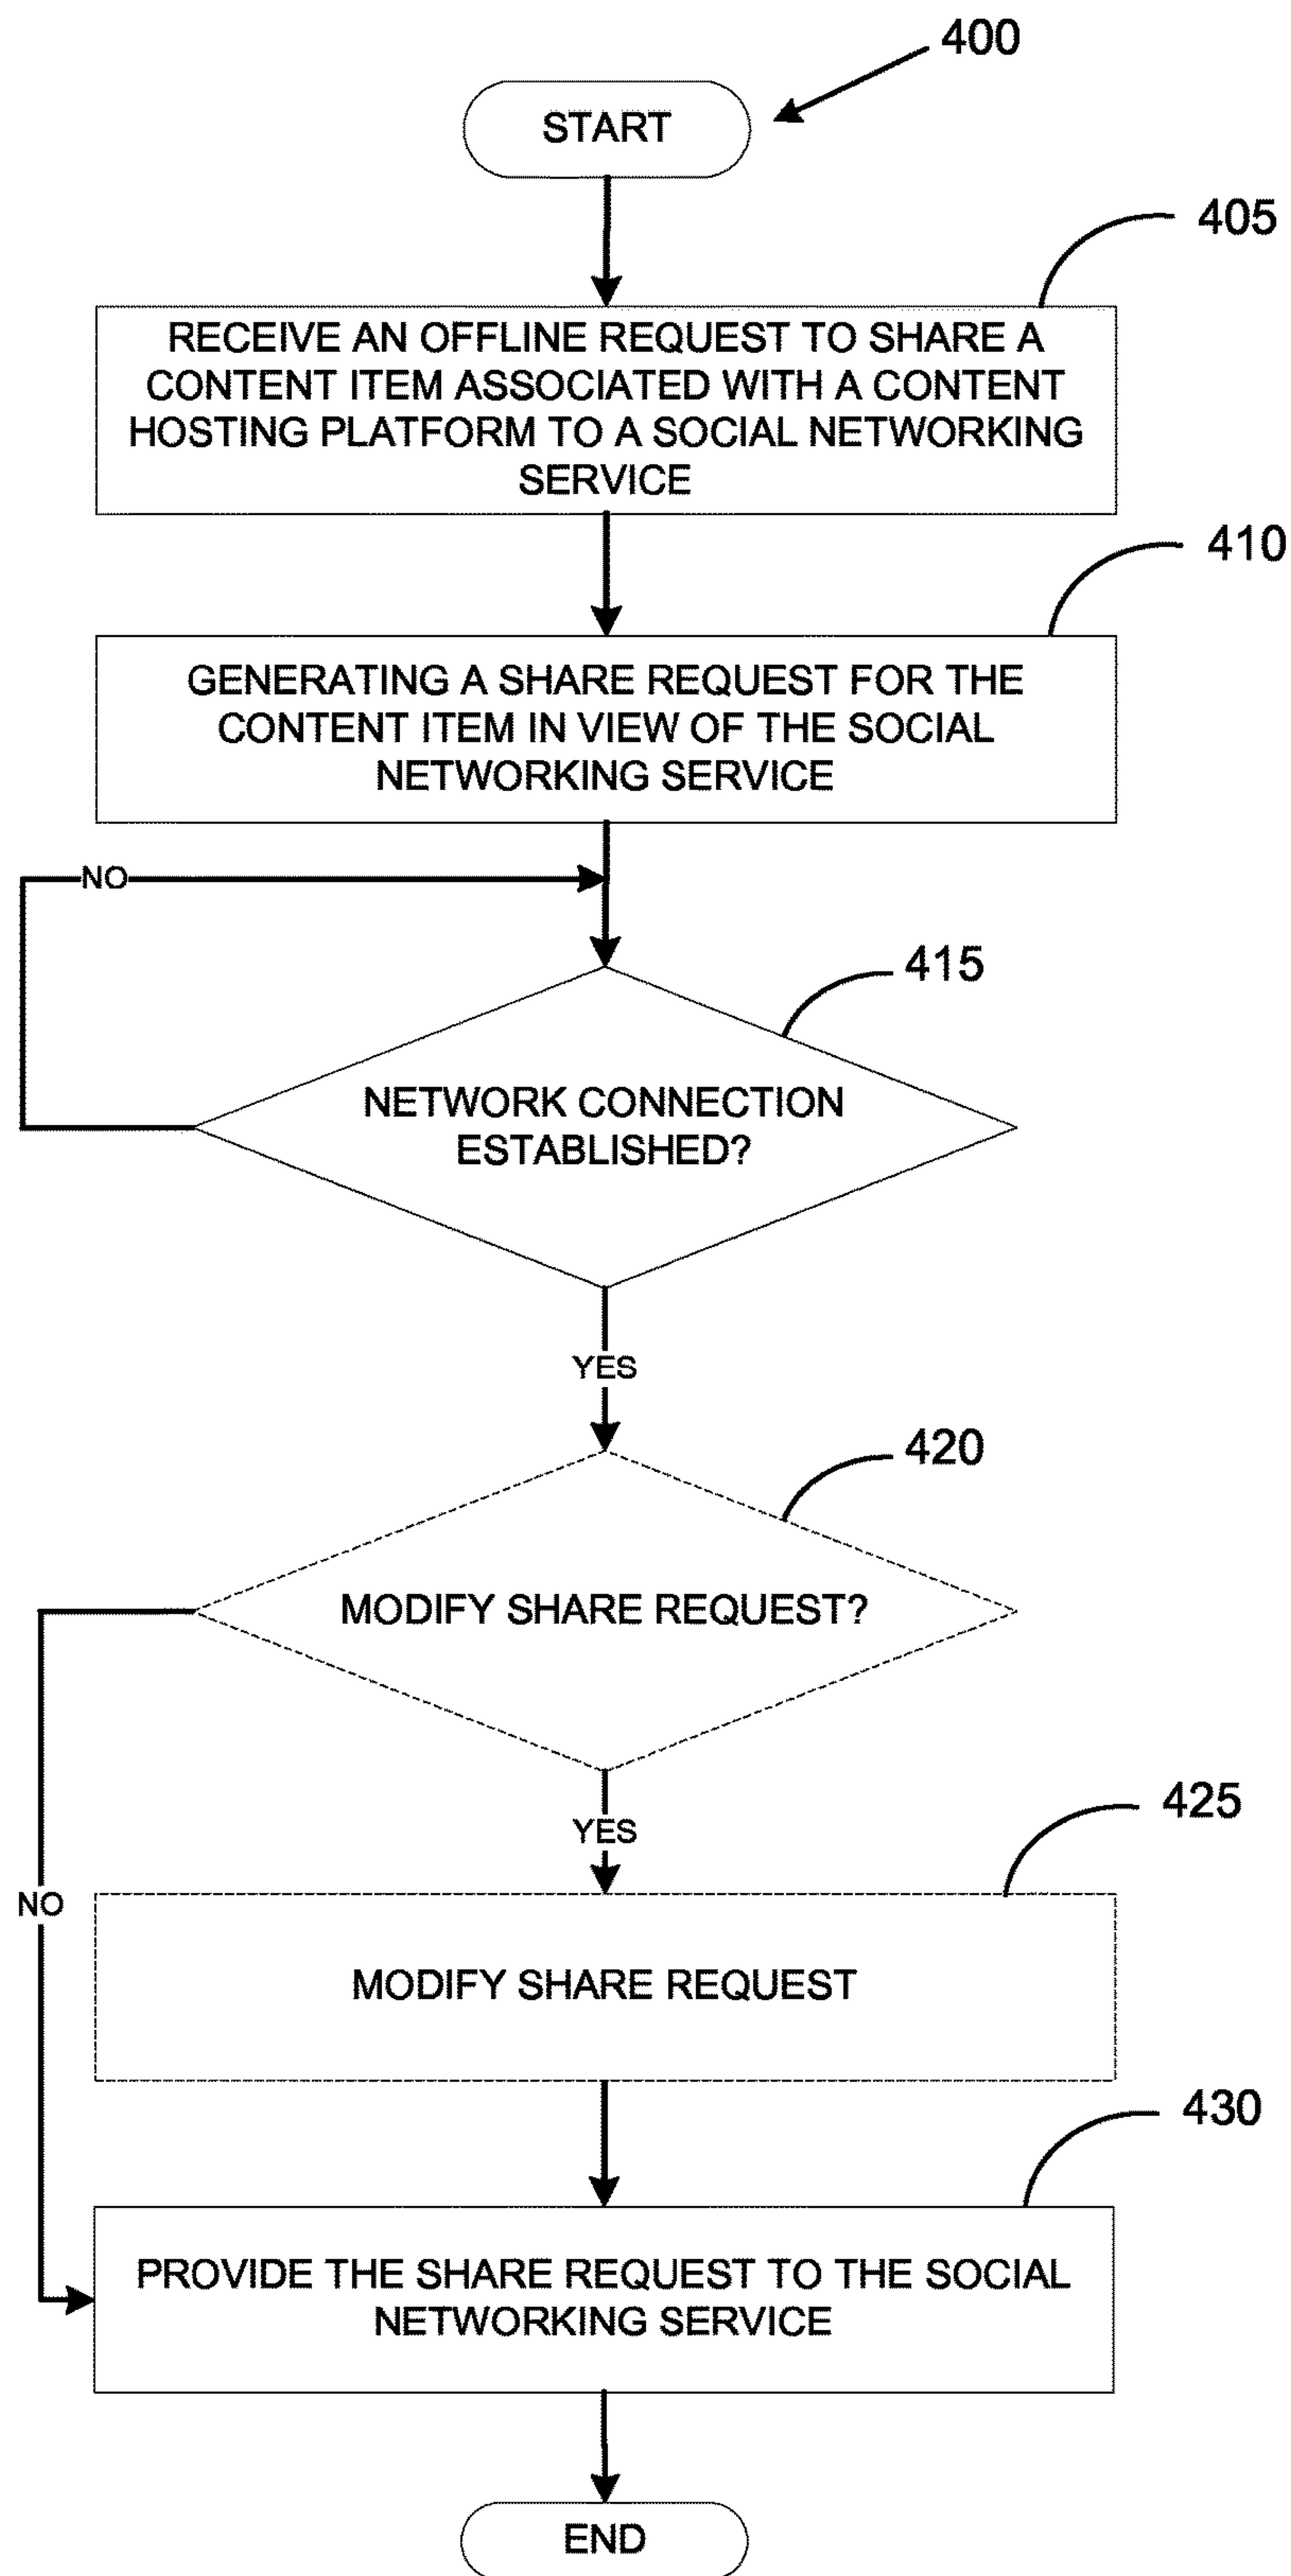 400
START
405
RECEIVE AN OFFLINE REQUEST TO SHARE A
CONTENT ITEM ASSOCIATED WITH A CONTENT
HOSTING PLATFORM TO A SOCIAL NETWORKING
SERVICE
410
GENERATING A SHARE REQUEST FOR THE
CONTENT ITEM IN VIEW OF THE SOCIAL
NETWORKING SERVICE
NO
415
NETWORK CONNECTION
ESTABLISHED?
YES
420
MODIFY SHARE REQUEST?
YES
425
NO
MODIFY SHARE REQUEST
430
PROVIDE THE SHARE REQUEST TO THE SOCIAL
NETWORKING SERVICE
END